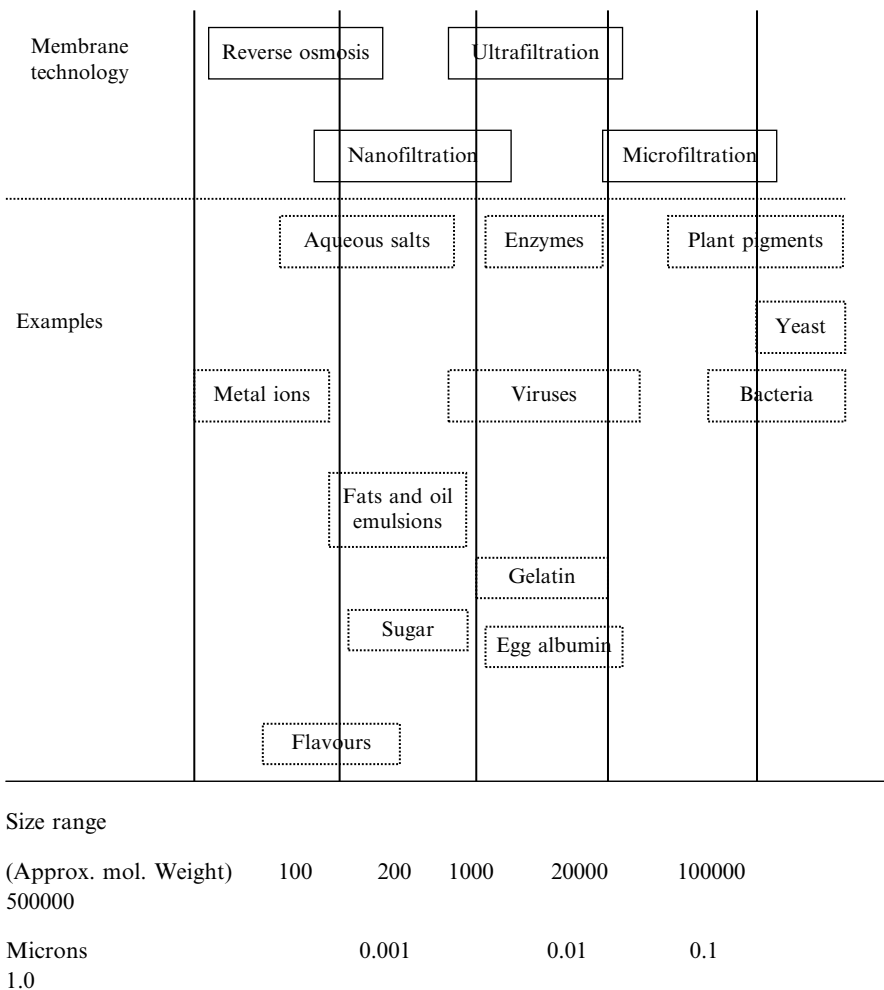 Membrane technology
Reverse osmosis
Ultrafiltration
Nanofiltration
Microfiltration
Aqueous salts
Enzymes
Plant pigments
Examples
Yeast
Metal ions
Viruses
Bacteria
Fats and oil
emulsions
Gelatin
Sugar
Egg albumin
Flavours
Size range
(Approx. mol. Weight) 100 200 1000 20000 100000
500000
Microns 0.001 0.01 0.1
1.0